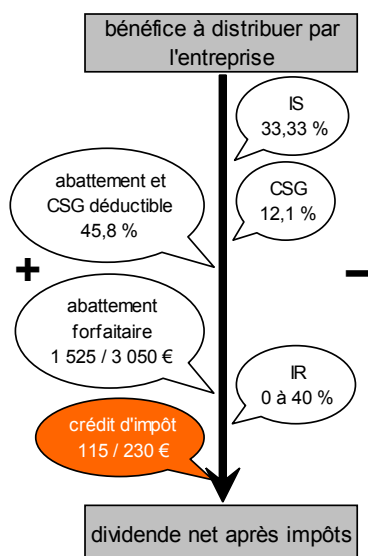 bénéfice à distribuer par
l'entreprise
IS
33,33 %
CSG
12,1 %
abattement et
CSG déductible
45,8 %
+
–
abattement
forfaitaire
1 525 / 3 050 €
IR
0 à 40 %
crédit d'impôt
115 / 230 €
dividende net après impôts